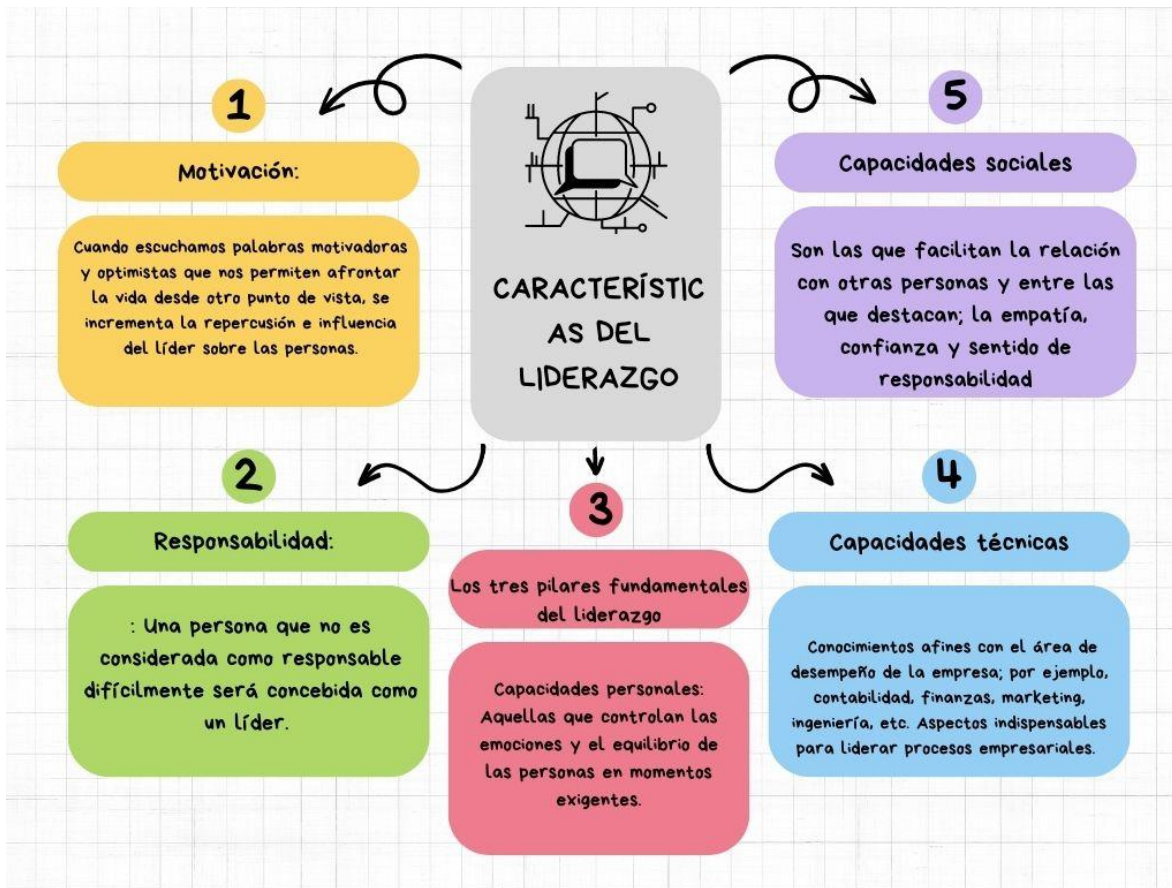 CARACTERÍSTIC
AS DEL
LIDERAZGO
1
Motivación:
Cuando escuchamos palabras motivadoras
y optimistas que nos permiten afrontar
la vida desde otro punto de vista, se
incrementa la repercusión e influencia
del líder sobre las personas.
2
Responsabilidad:
: Una persona que no es
considerada como responsable
difícilmente será concebida como
un líder.
3
Los tres pilares fundamentales
del liderazgo
Capacidades personales:
Aquellas que controlan las
emociones y el equilibrio de
las personas en momentos
exigentes.
4
Capacidades técnicas
Conocimientos afines con el área de
desempeño de la empresa; por ejemplo,
contabilidad, finanzas, marketing,
ingeniería, etc. Aspectos indispensables
para liderar procesos empresariales.
5
Capacidades sociales
Son las que facilitan la relación
con otras personas y entre las
que destacan; la empatía,
confianza y sentido de
responsabilidad